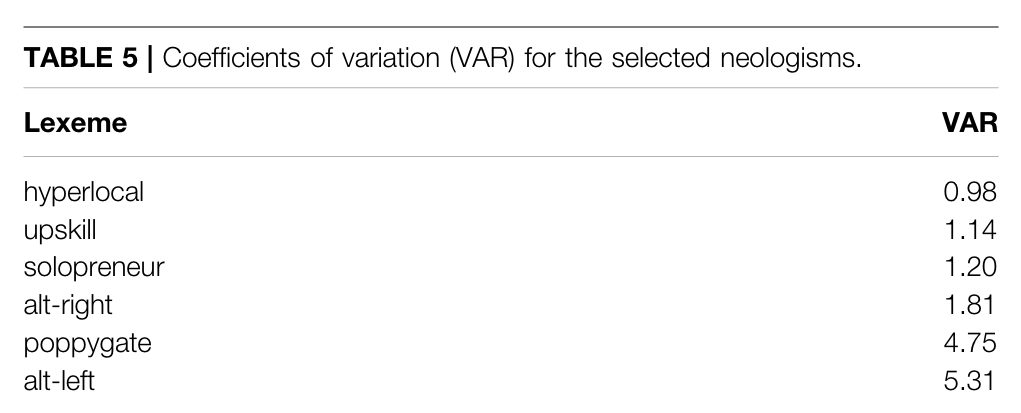 TABLE 5 | Coefficients of variation (VAR) for the selected neologisms.
Lexeme VAR
hyperlocal 0.98
upskill 1.14
solopreneur 1.20
alt-right 1.81
poppygate 4.75
alt-left 5.31